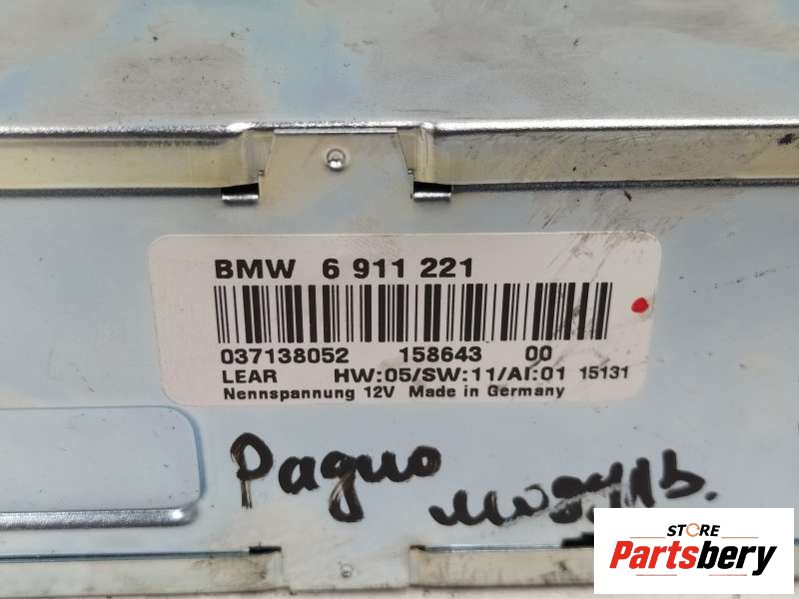 BMW 6 911 221
037138052 158643 00
LEAR HW:05/SW:11/AI:01 15131
Nennspannung 12V Made in Germany
Радио
модуль.
STORE
Partsbery